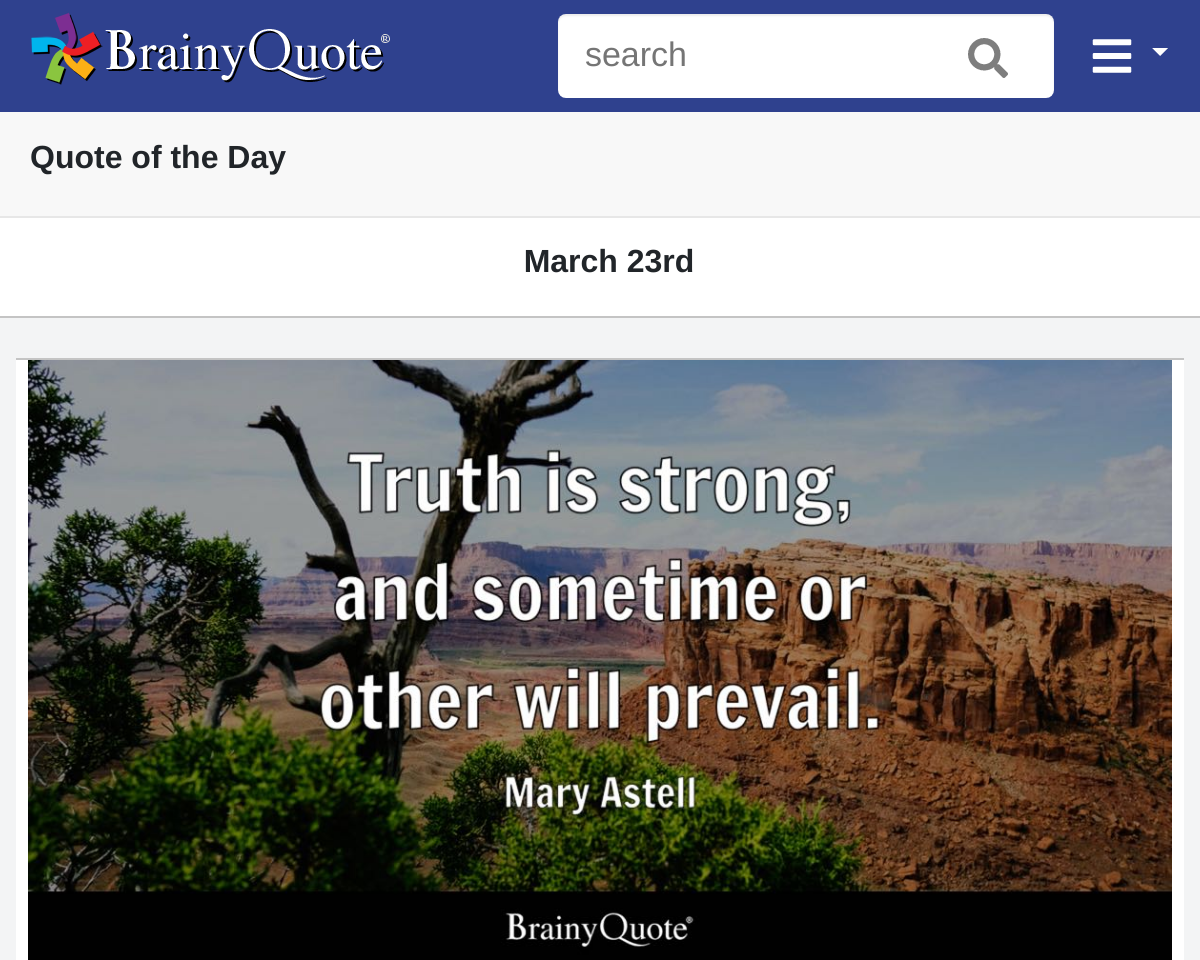 BrainyQuote®
search
Quote of the Day
March 23rd
Truth is strong,
and sometime or
other will prevail.
Mary Astell
BrainyQuote®